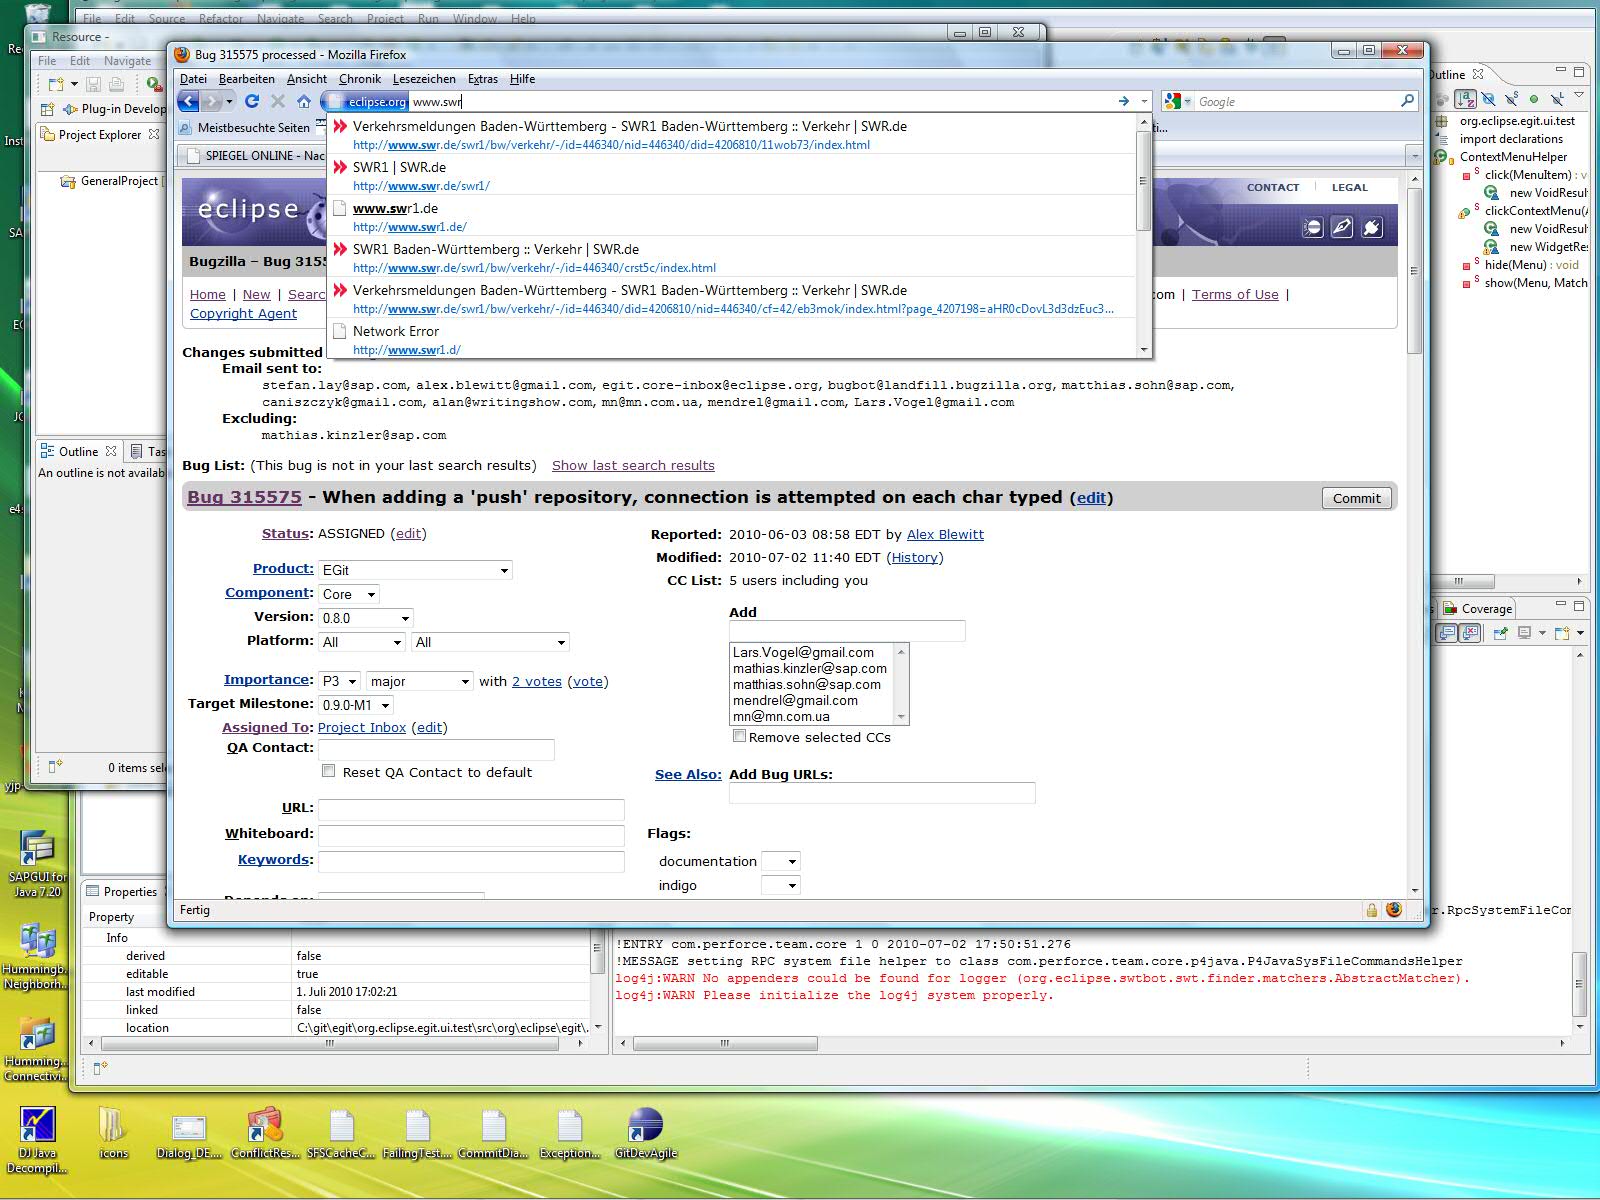 File Edit Source Refactor Navigate Search Project Run Window Help
Resource -
File Edit Navigate
Plug-in Develop
Project Explorer
GeneralProject
Outline
Tas
An outline is not availab
0 items sele
Bug 315575 processed - Mozilla Firefox
Datei Bearbeiten Ansicht Chronik Lesezeichen Extras Hilfe
eclipse.org www.swr
Google
Meistbesuchte Seiten
SPIEGEL ONLINE - Nac
Verkehrsmeldungen Baden-Württemberg - SWR1 Baden-Württemberg :: Verkehr | SWR.de
http://www.swr.de/swr1/bw/verkehr/-/id=446340/nid=446340/did=4206810/11wob73/index.html
SWR1 | SWR.de
http://www.swr.de/swr1/
www.swr1.de
http://www.swr1.de/
SWR1 Baden-Württemberg :: Verkehr | SWR.de
http://www.swr.de/swr1/bw/verkehr/-/id=446340/crst5c/index.html
Verkehrsmeldungen Baden-Württemberg - SWR1 Baden-Württemberg :: Verkehr | SWR.de
http://www.swr.de/swr1/bw/verkehr/-/id=446340/did=4206810/nid=446340/cf=42/eb3mok/index.html?page_4207198=aHR0cDovL3d3dzEuc3...
Network Error
http://www.swr1.d/
eclipse
CONTACT LEGAL
Bugzilla – Bug 3155
Home | New | Searc
om | Terms of Use |
Copyright Agent
Changes submitted
Email sent to:
stefan.lay@sap.com, alex.blewitt@gmail.com, egit.core-inbox@eclipse.org, bugbot@landfill.bugzilla.org, matthias.sohn@sap.com,
caniszczyk@gmail.com, alan@writingshow.com, mn@mn.com.ua, mendrel@gmail.com, Lars.Vogel@gmail.com
Excluding:
mathias.kinzler@sap.com
Bug List: (This bug is not in your last search results) Show last search results
Bug 315575 - When adding a 'push' repository, connection is attempted on each char typed (edit)
Commit
Status: ASSIGNED (edit)
Product: EGit
Component: Core
Version: 0.8.0
Platform: All All
Importance: P3 major with 2 votes (vote)
Target Milestone: 0.9.0-M1
Assigned To: Project Inbox (edit)
QA Contact:
Reset QA Contact to default
URL:
Whiteboard:
Keywords:
Depends on:
Reported: 2010-06-03 08:58 EDT by Alex Blewitt
Modified: 2010-07-02 11:40 EDT (History)
CC List: 5 users including you
Add
Lars.Vogel@gmail.com
mathias.kinzler@sap.com
matthias.sohn@sap.com
mendrel@gmail.com
mn@mn.com.ua
Remove selected CCs
See Also: Add Bug URLs:
Flags:
documentation
indigo
Fertig
Outline
org.eclipse.egit.ui.test
import declarations
ContextMenuHelper
click(MenuItem) : v
new VoidResul
clickContextMenu(A
new VoidResul
new WidgetRes
hide(Menu) : void
show(Menu, Match
Coverage
Properties
Property
Info
derived false
editable true
last modified 1. Juli 2010 17:02:21
linked false
location C:\git\egit\org.eclipse.egit.ui.test\src\org\eclipse\egit\.
r.RpcSystemFileCom
!ENTRY com.perforce.team.core 1 0 2010-07-02 17:50:51.276
!MESSAGE setting RPC system file helper to class com.perforce.team.core.p4java.P4JavaSysFileCommandsHelper
log4j:WARN No appenders could be found for logger (org.eclipse.swtbot.swt.finder.matchers.AbstractMatcher).
log4j:WARN Please initialize the log4j system properly.
SAPGUI for
Java 7.20
Hummingb...
Neighborh...
Humming...
Connectivi...
DJ Java
Decompil...
icons
Dialog_DE....
ConflictRes...
SFSCacheC...
FailingTest....
CommitDia...
Exception...
GitDevAgile